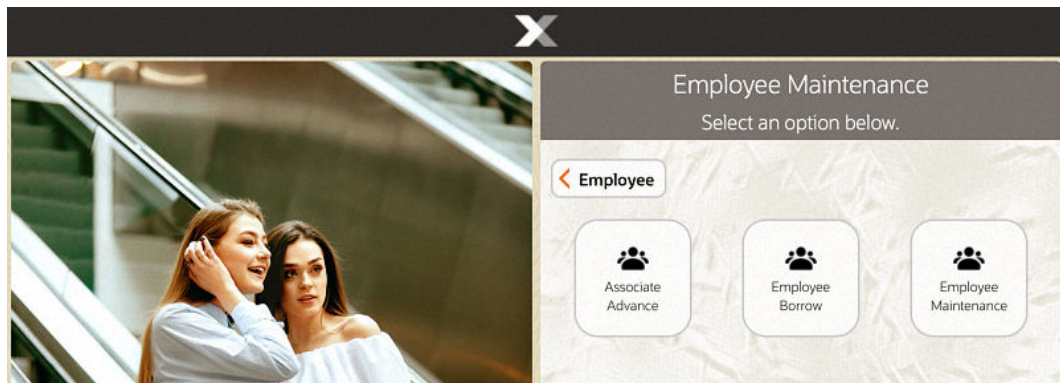 Employee Maintenance
Select an option below.
Employee
Associate
Advance
Employee
Borrow
Employee
Maintenance